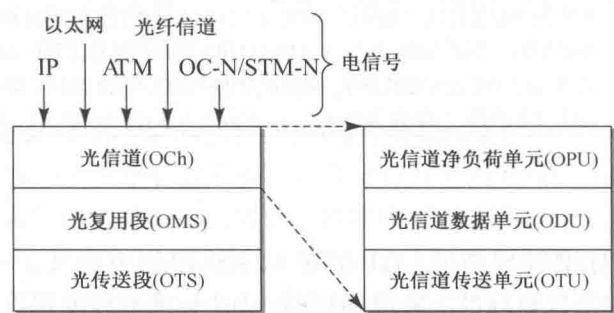 以太网 光纤信道
IP ATM OC-N/STM-N 电信号
光信道(OCh)
光复用段(OMS)
光传送段(OTS)
光信道净负荷单元(OPU)
光信道数据单元(ODU)
光信道传送单元(OTU)